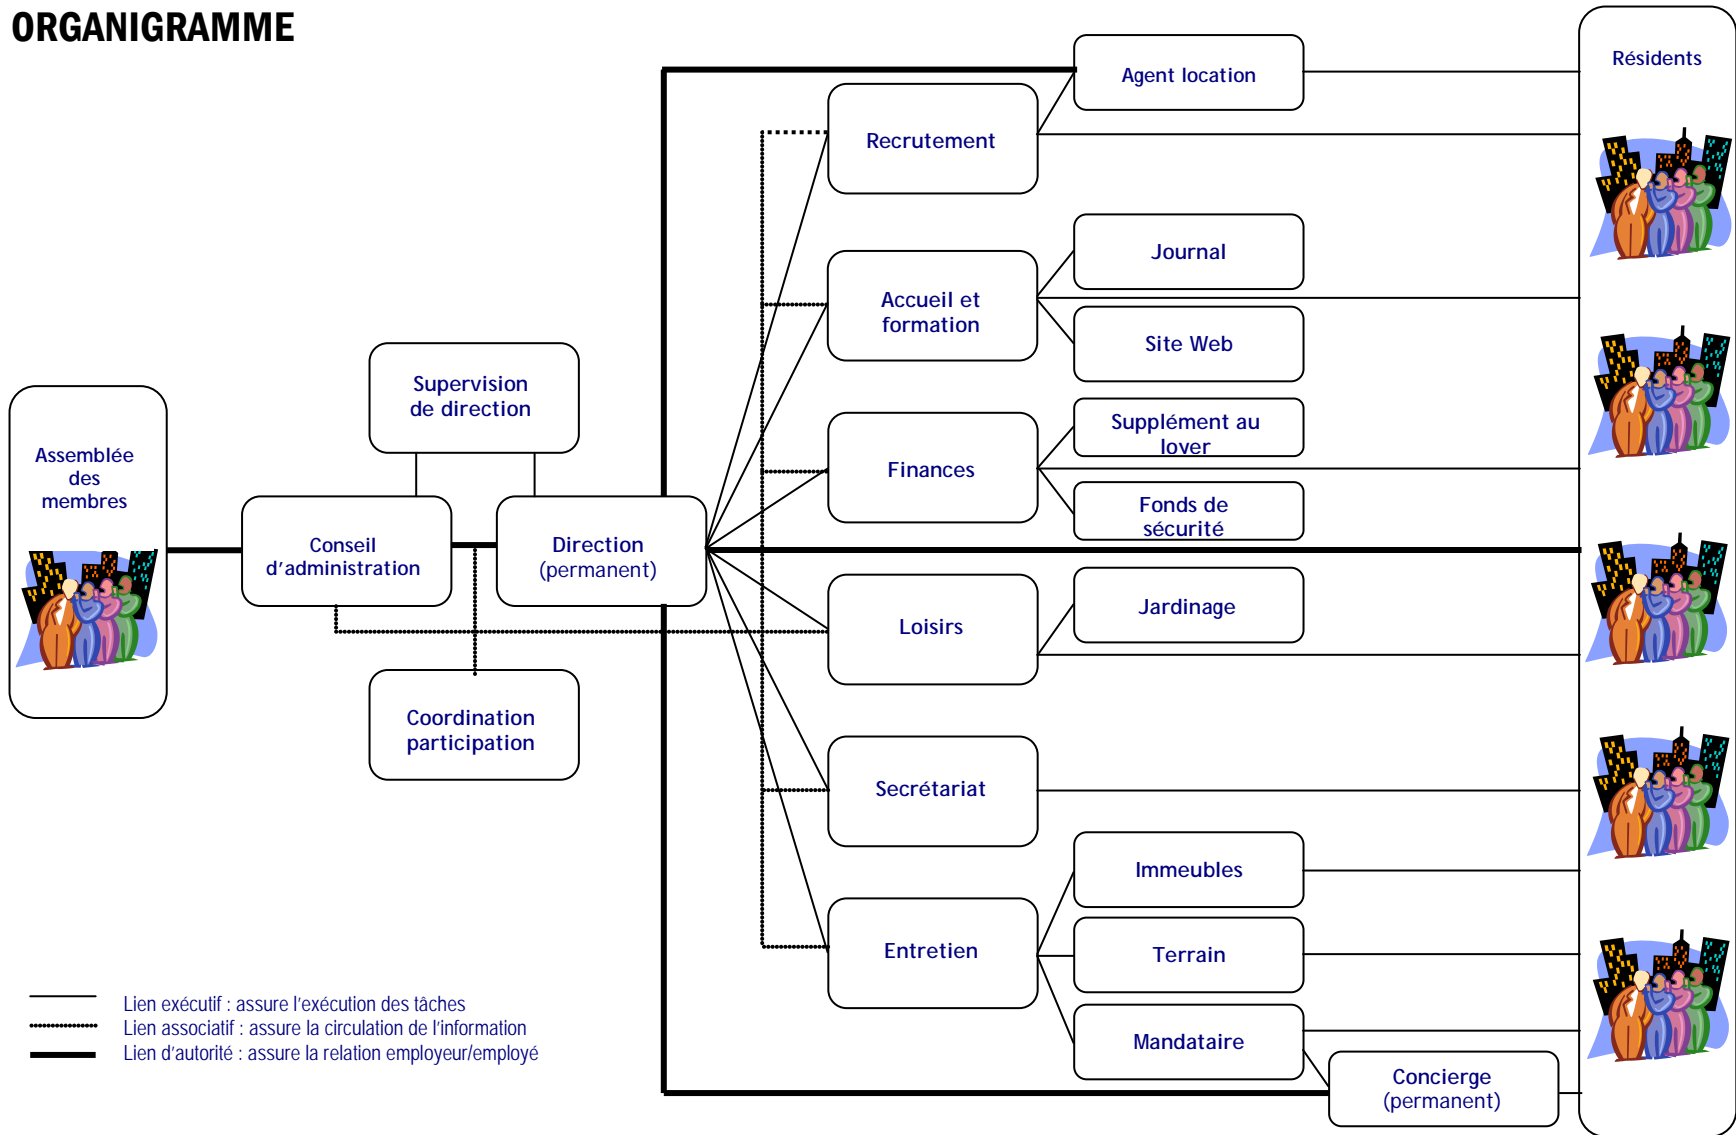 ORGANIGRAMME
Agent location
Résidents
Recrutement
Journal
Accueil et
formation
Site Web
Supervision
de direction
Supplément au
lover
Finances
Fonds de
sécurité
Assemblée
des
membres
Conseil
d'administration
Direction
(permanent)
Loisirs
Jardinage
Coordination
participation
Secrétariat
Immeubles
Entretien
Terrain
Mandataire
Concierge
(permanent)
Lien exécutif : assure l'exécution des tâches
Lien associatif : assure la circulation de l'information
Lien d'autorité : assure la relation employeur/employé